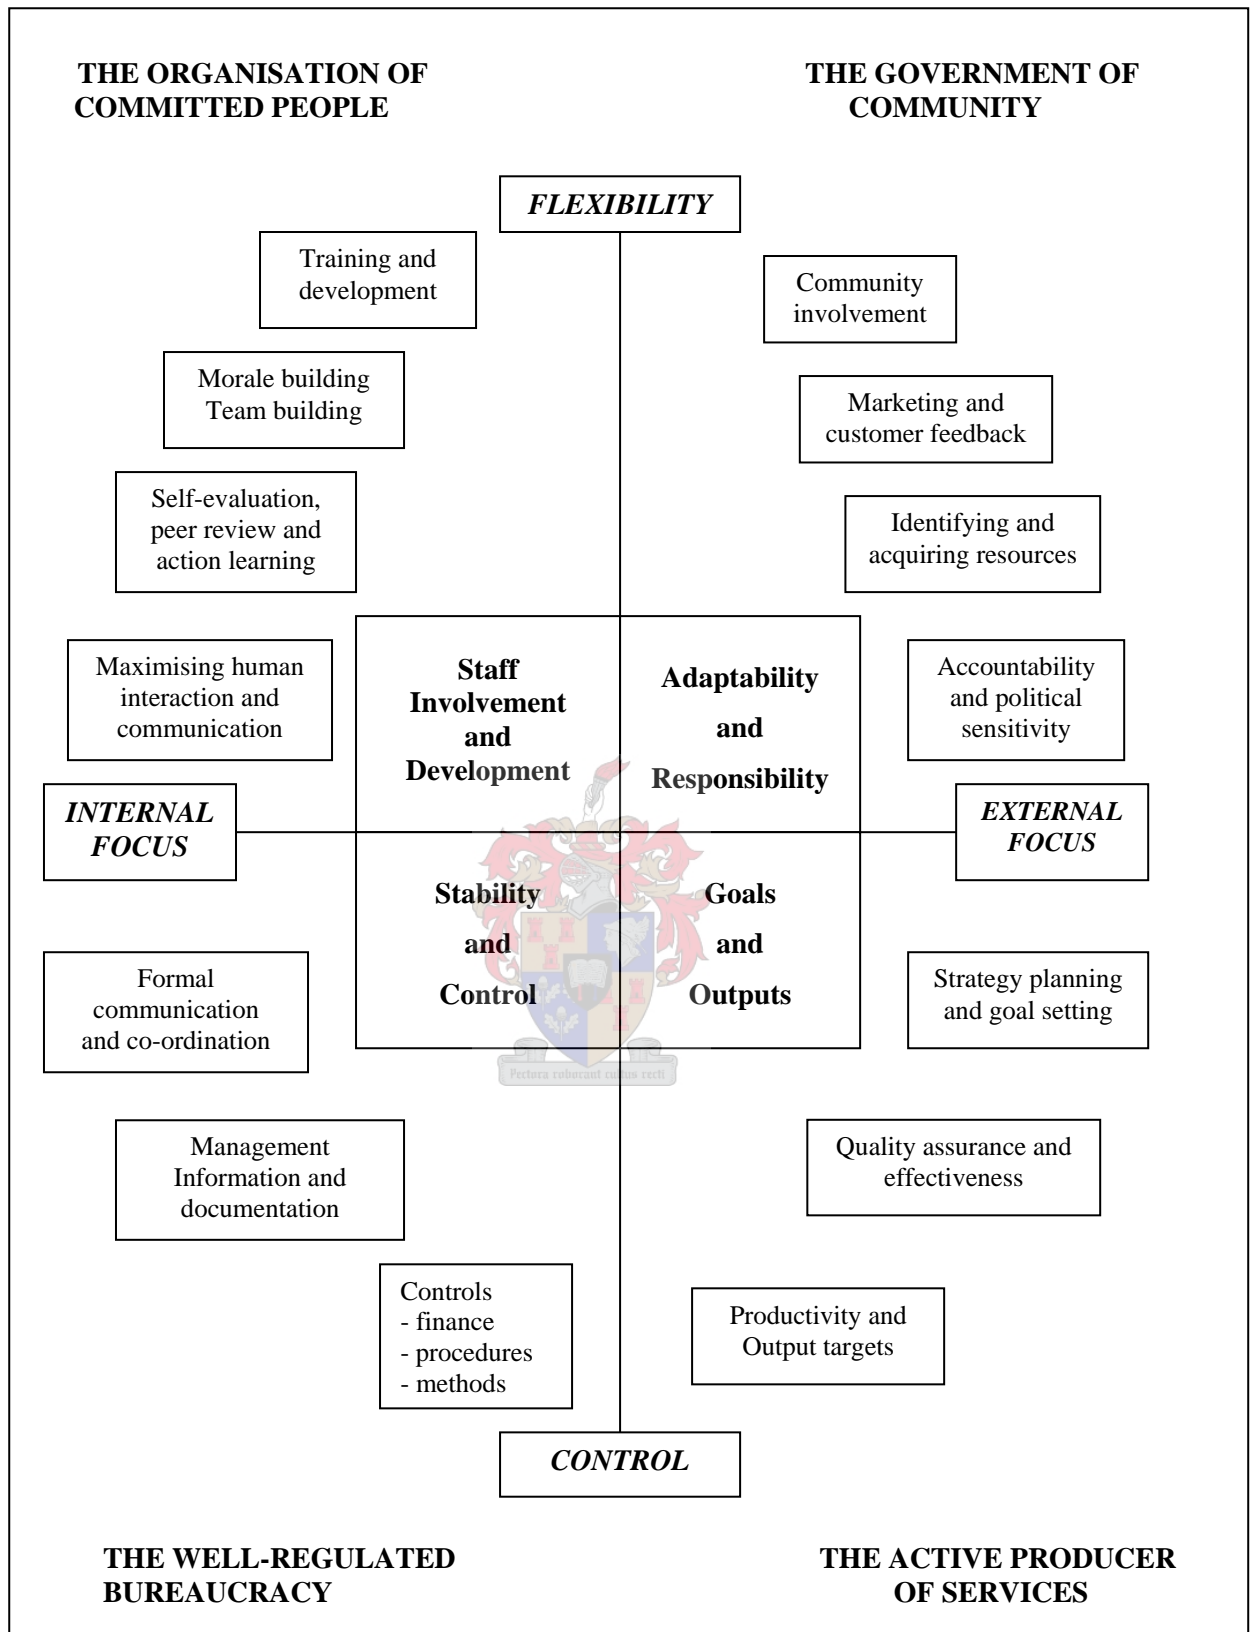 THE ORGANISATION OF
COMMITTED PEOPLE
THE GOVERNMENT OF
COMMUNITY
FLEXIBILITY
Training and
development
Community
involvement
Morale building
Team building
Marketing and
customer feedback
Self-evaluation,
peer review and
action learning
Identifying and
acquiring resources
Maximising human
interaction and
communication
Staff
Involvement
and
Development
Adaptability
and
Responsibility
Accountability
and political
sensitivity
INTERNAL
FOCUS
EXTERNAL
FOCUS
Stability
and
Control
Goals
and
Outputs
Formal
communication
and co-ordination
Strategy planning
and goal setting
Pectora roborant cultus recti
Management
Information and
documentation
Quality assurance and
effectiveness
Controls
- finance
- procedures
- methods
Productivity and
Output targets
CONTROL
THE WELL-REGULATED
BUREAUCRACY
THE ACTIVE PRODUCER
OF SERVICES